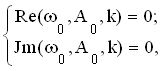 Re(ω₀, A₀, k) = 0;
Jm(ω₀, A₀, k) = 0,